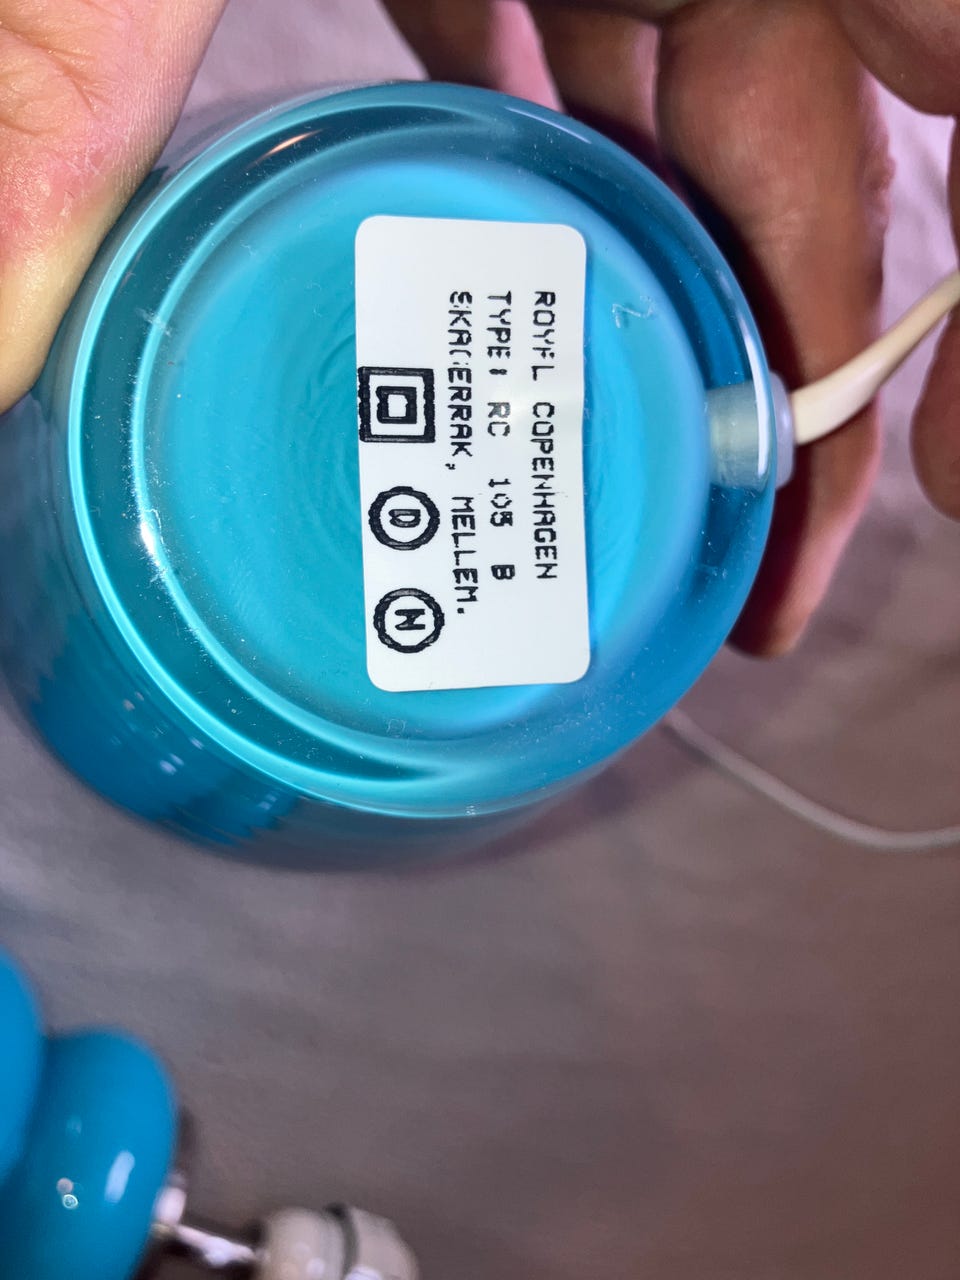 ROYAL COPENHAGEN
TYPE: RC 105 B
SKAGERRAK, MELLEM.
D N